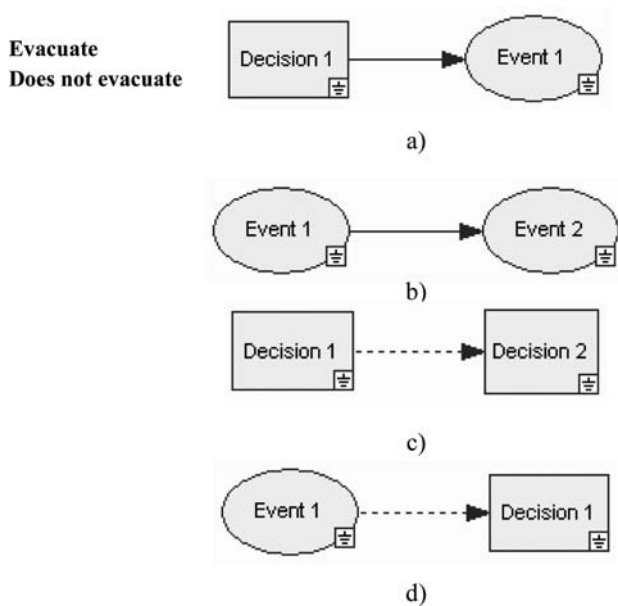 Evacuate
Does not evacuate
Decision 1 Event 1
a)
Event 1 Event 2
b)
Decision 1 Decision 2
c)
Event 1 Decision 1
d)